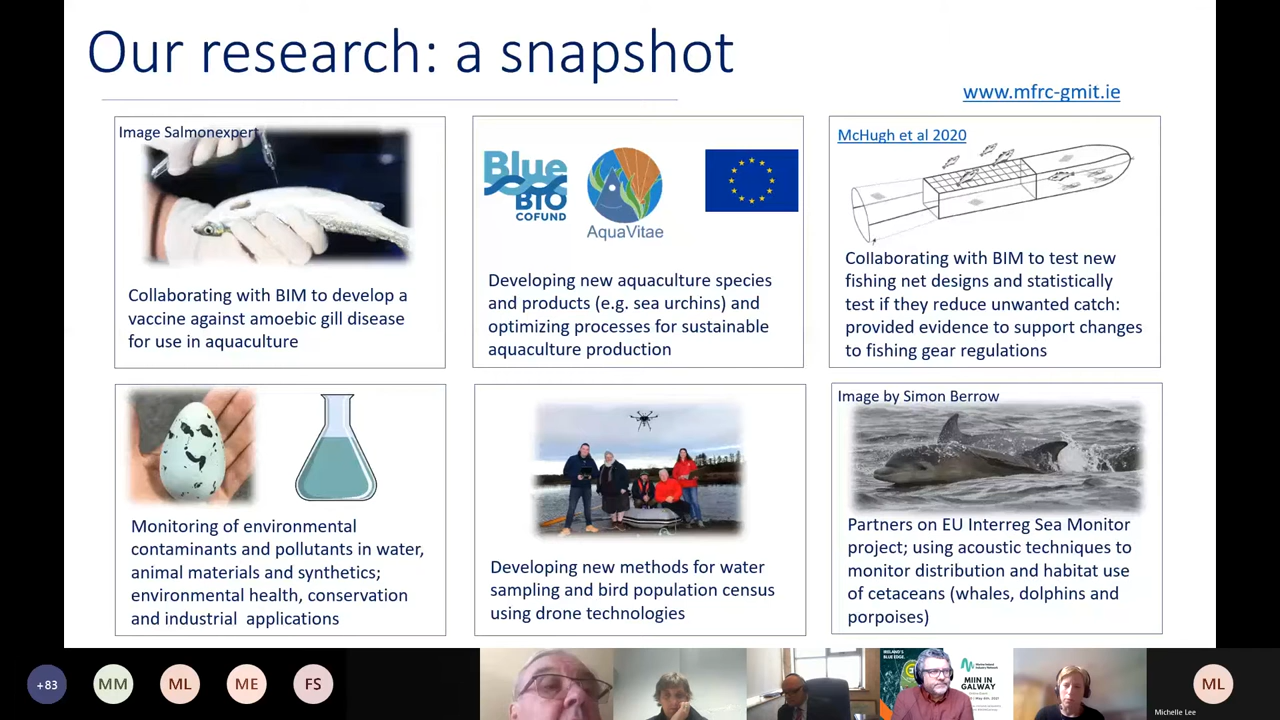 Our research: a snapshot
www.mfrc-gmit.ie
Image Salmonexpert
Collaborating with BIM to develop a
vaccine against amoebic gill disease
for use in aquaculture
Blue
BIO
COFUND
AquaVitae
Developing new aquaculture species
and products (e.g. sea urchins) and
optimizing processes for sustainable
aquaculture production
McHugh et al 2020
Collaborating with BIM to test new
fishing net designs and statistically
test if they reduce unwanted catch:
provided evidence to support changes
to fishing gear regulations
Monitoring of environmental
contaminants and pollutants in water,
animal materials and synthetics;
environmental health, conservation
and industrial applications
Developing new methods for water
sampling and bird population census
using drone technologies
Image by Simon Berrow
Partners on EU Interreg Sea Monitor
project; using acoustic techniques to
monitor distribution and habitat use
of cetaceans (whales, dolphins and
porpoises)
+83
MM
ML
ME
FS
IRELAND'S
BLUE EDGE.
MIIN IN
GALWAY
ML
Michelle Lee